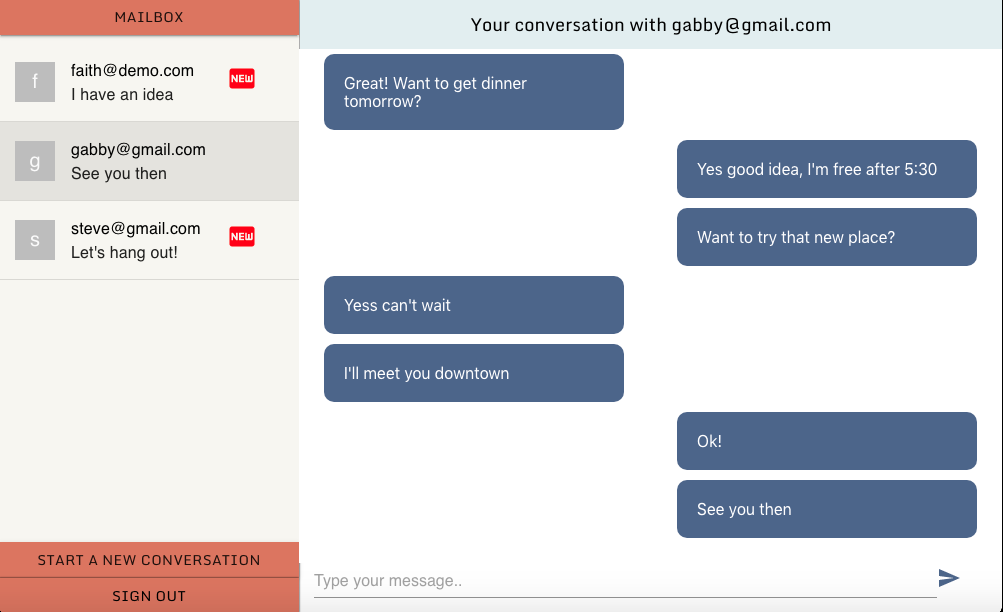 MAILBOX
f
faith@demo.com
I have an idea
NEW
g
gabby@gmail.com
See you then
s
steve@gmail.com
Let's hang out!
NEW
START A NEW CONVERSATION
SIGN OUT
Your conversation with gabby@gmail.com
Great! Want to get dinner
tomorrow?
Yes good idea, I'm free after 5:30
Want to try that new place?
Yess can't wait
I'll meet you downtown
Ok!
See you then
Type your message..